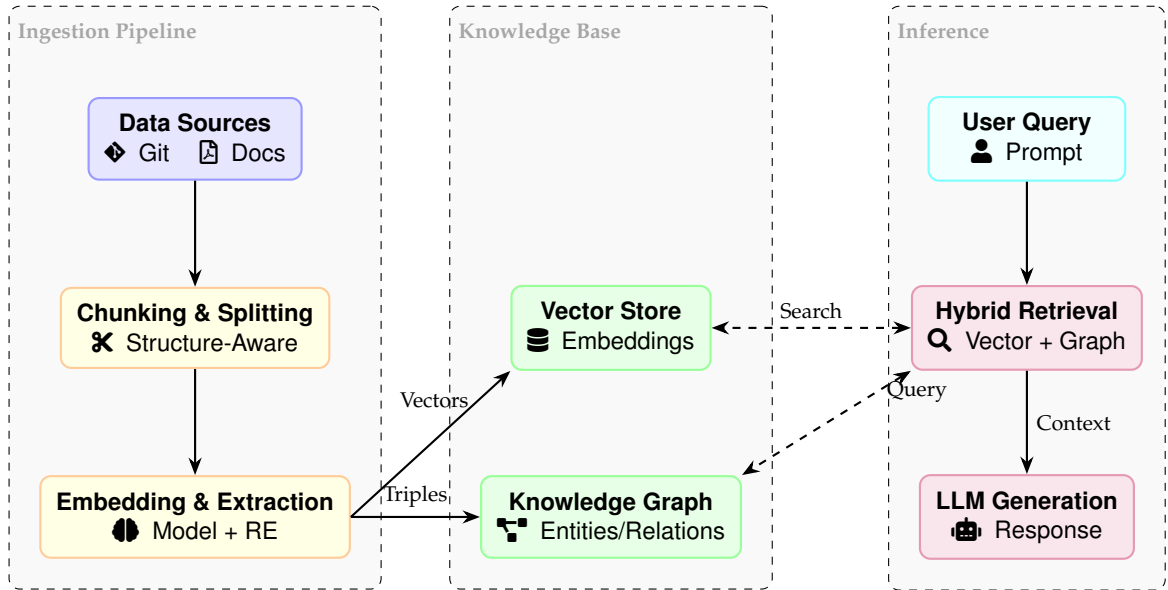 Ingestion Pipeline
Data Sources
Git Docs
Chunking & Splitting
Structure-Aware
Embedding & Extraction
Model + RE
Vectors
Triples
Knowledge Base
Vector Store
Embeddings
Knowledge Graph
Entities/Relations
Search
Query
Inference
User Query
Prompt
Hybrid Retrieval
Vector + Graph
Context
LLM Generation
Response